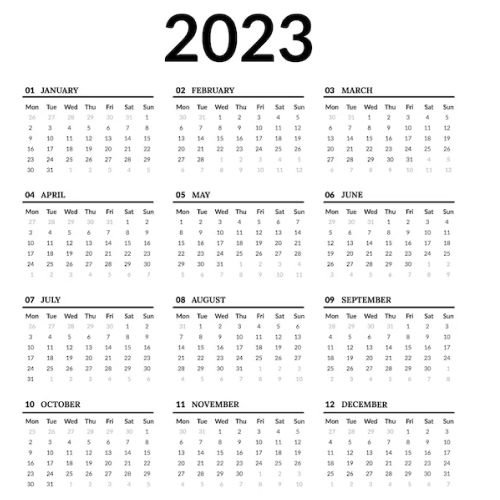 2023
01 JANUARY
Mon Tue Wed Thu Fri Sat Sun
26 27 28 29 30 31 1
2 3 4 5 6 7 8
9 10 11 12 13 14 15
16 17 18 19 20 21 22
23 24 25 26 27 28 29
30 31 1 2 3 4 5
02 FEBRUARY
Mon Tue Wed Thu Fri Sat Sun
30 31 1 2 3 4 5
6 7 8 9 10 11 12
13 14 15 16 17 18 19
20 21 22 23 24 25 26
27 28 1 2 3 4 5
6 7 8 9 10 11 12
03 MARCH
Mon Tue Wed Thu Fri Sat Sun
30 31 1 2 3 4 5
6 7 8 9 10 11 12
13 14 15 16 17 18 19
20 21 22 23 24 25 26
27 28 29 30 31 4 5
6 7 8 9 10 11 12
04 APRIL
Mon Tue Wed Thu Fri Sat Sun
27 28 29 30 31 1 2
3 4 5 6 7 8 9
10 11 12 13 14 15 16
17 18 19 20 21 22 23
24 25 26 27 28 29 30
1 2 3 4 5 6 7
05 MAY
Mon Tue Wed Thu Fri Sat Sun
1 2 3 4 5 6 7
8 9 10 11 12 13 14
15 16 17 18 19 20 21
22 23 24 25 26 27 28
29 30 31 1 2 3 4
5 6 7 8 9 10 11
06 JUNE
Mon Tue Wed Thu Fri Sat Sun
29 30 31 1 2 3 4
5 6 7 8 9 10 11
12 13 14 15 16 17 18
19 20 21 22 23 24 25
26 27 28 29 30 1 2
3 4 5 6 7 8 9
07 JULY
Mon Tue Wed Thu Fri Sat Sun
26 27 28 29 30 1 2
3 4 5 6 7 8 9
10 11 12 13 14 15 16
17 18 19 20 21 22 23
24 25 26 27 28 29 30
31 1 2 3 4 5 6
08 AUGUST
Mon Tue Wed Thu Fri Sat Sun
31 1 2 3 4 5 6
7 8 9 10 11 12 13
14 15 16 17 18 19 20
21 22 23 24 25 26 27
28 29 30 31 1 2 3
4 5 6 7 8 9 10
09 SEPTEMBER
Mon Tue Wed Thu Fri Sat Sun
28 29 30 31 1 2 3
4 5 6 7 8 9 10
11 12 13 14 15 16 17
18 19 20 21 22 23 24
25 26 27 28 29 30 1
2 3 4 5 6 7 8
10 OCTOBER
Mon Tue Wed Thu Fri Sat Sun
25 26 27 28 29 30 1
2 3 4 5 6 7 8
9 10 11 12 13 14 15
16 17 18 19 20 21 22
23 24 25 26 27 28 29
30 31 1 2 3 4 5
11 NOVEMBER
Mon Tue Wed Thu Fri Sat Sun
30 31 1 2 3 4 5
6 7 8 9 10 11 12
13 14 15 16 17 18 19
20 21 22 23 24 25 26
27 28 29 30 1 2 3
4 5 6 7 8 9 10
12 DECEMBER
Mon Tue Wed Thu Fri Sat Sun
1 2 3
4 5 6 7 8 9 10
11 12 13 14 15 16 17
18 19 20 21 22 23 24
25 26 27 28 29 30 31
1 2 3 4 5 6 7